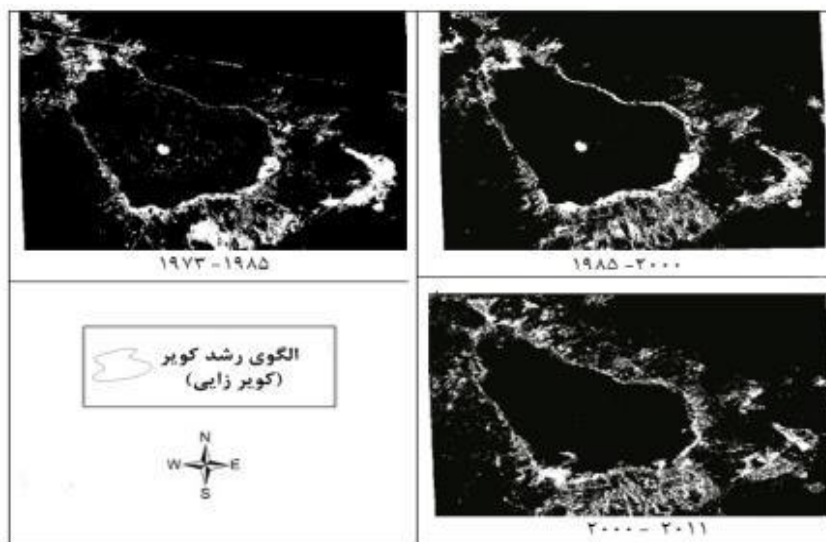 ۱۹۷۳-۱۹۸۵
۱۹۸۵-۲۰۰۰
الگوی رشد کویر
(کویر زایی)
N
W E
S
۲۰۰۰ - ۲۰۱۱